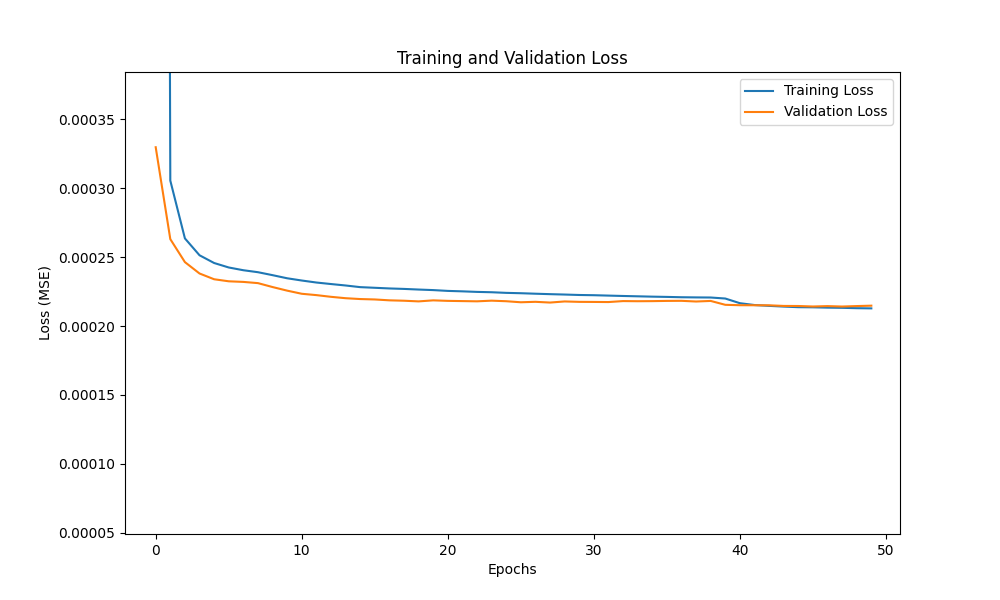 Training and Validation Loss
Training Loss
Validation Loss
Loss (MSE)
0.00035
0.00030
0.00025
0.00020
0.00015
0.00010
0.00005
0 10 20 30 40 50
Epochs